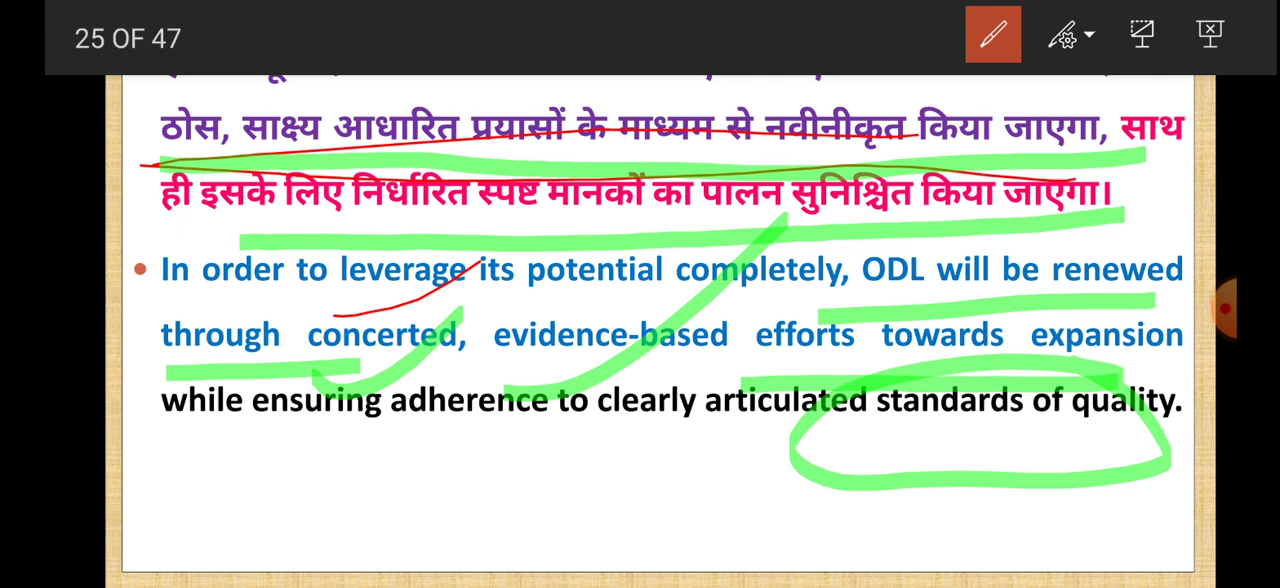 25 OF 47
ठोस, साक्ष्य आधारित प्रयासों के माध्यम से नवीनीकृत किया जाएगा, साथ
ही इसके लिए निर्धारित स्पष्ट मानकों का पालन सुनिश्चित किया जाएगा।
• In order to leverage its potential completely, ODL will be renewed
through concerted, evidence-based efforts towards expansion
while ensuring adherence to clearly articulated standards of quality.